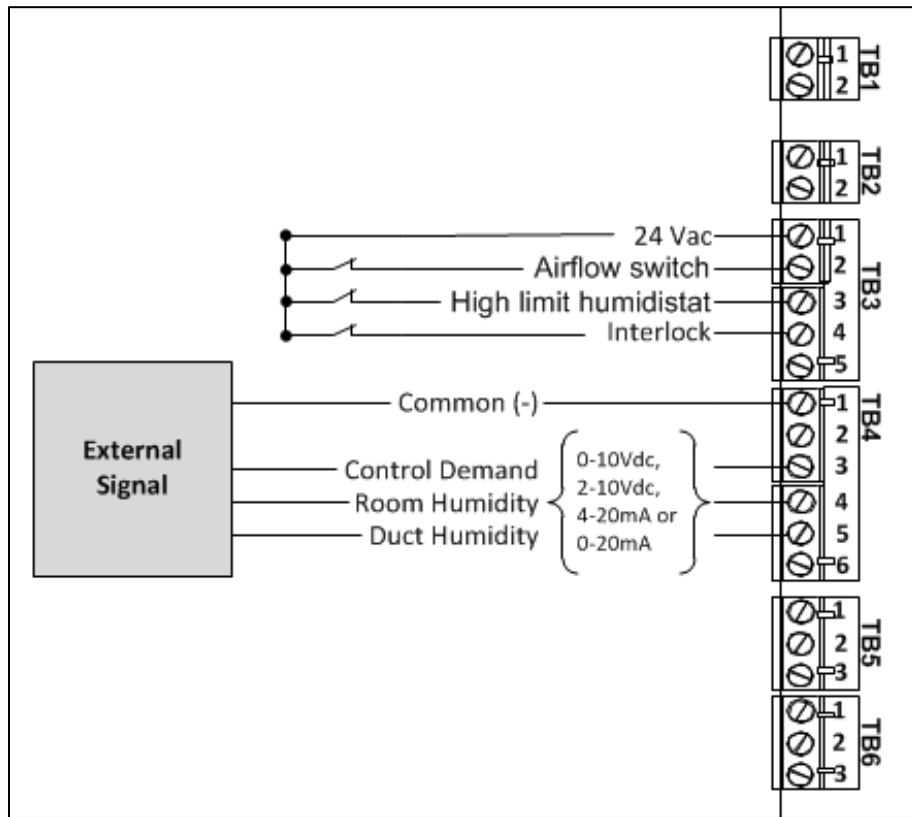 1
2
TB1
1
2
TB2
24 Vac
Airflow switch
High limit humidistat
Interlock
1
2
3
4
5
TB3
External
Signal
Common (-)
Control Demand
Room Humidity
Duct Humidity
0-10Vdc,
2-10Vdc,
4-20mA or
0-20mA
1
2
3
4
5
6
TB4
1
2
3
TB5
1
2
3
TB6